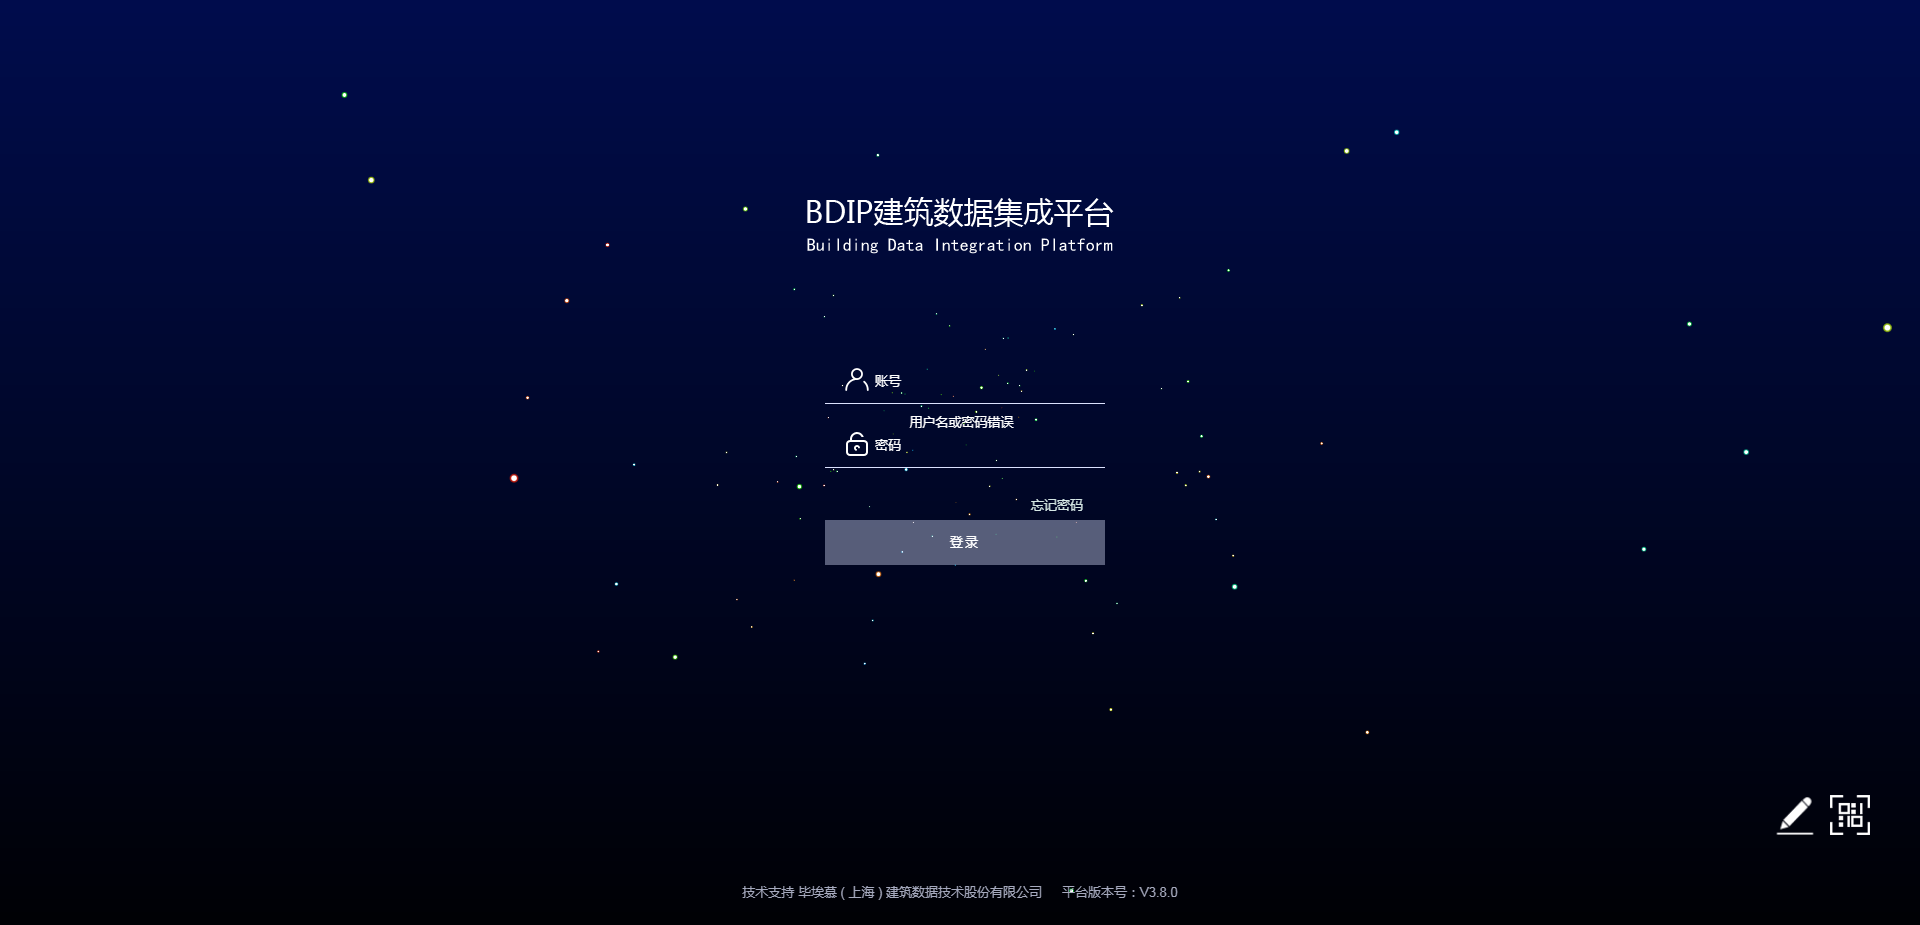 BDIP建筑数据集成平台
Building Data Integration Platform
账号
用户名或密码错误
密码
忘记密码
登录
技术支持 毕埃慕 ( 上海 ) 建筑数据技术股份有限公司 平台版本号：V3.8.0